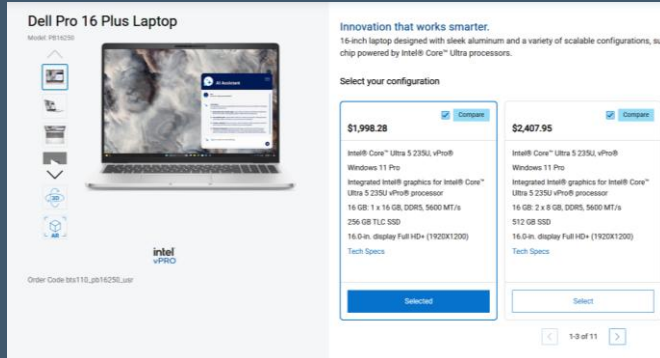 Dell Pro 16 Plus Laptop
Model: PB16250
AI Assistant
3D
AR
intel
vPRO
Order Code bts110_pb16250_usr
Innovation that works smarter.
16-inch laptop designed with sleek aluminum and a variety of scalable configurations, su
chip powered by Intel® Core™ Ultra processors.
Select your configuration
Compare
$1,998.28
Intel® Core™ Ultra 5 235U, vPro®
Windows 11 Pro
Integrated Intel® graphics for Intel® Core™
Ultra 5 235U vPro® processor
16 GB: 1 x 16 GB, DDR5, 5600 MT/s
256 GB TLC SSD
16.0-in. display Full HD+ (1920X1200)
Tech Specs
Selected
Compare
$2,407.95
Intel® Core™ Ultra 5 235U, vPro®
Windows 11 Pro
Integrated Intel® graphics for Intel® Core™
Ultra 5 235U vPro® processor
16 GB: 2 x 8 GB, DDR5, 5600 MT/s
512 GB SSD
16.0-in. display Full HD+ (1920X1200)
Tech Specs
Select
1-3 of 11